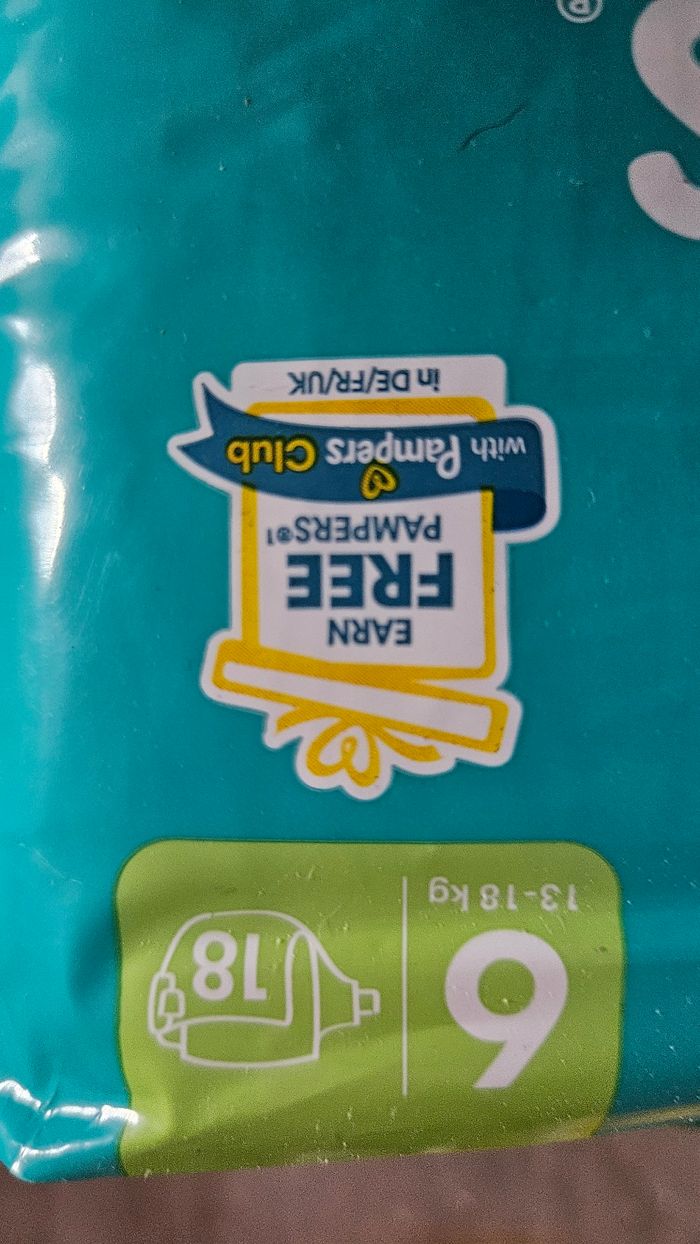 6
13-18 kg
18
EARN
FREE
PAMPERS®1
with Pampers Club
in DE/FR/UK
®